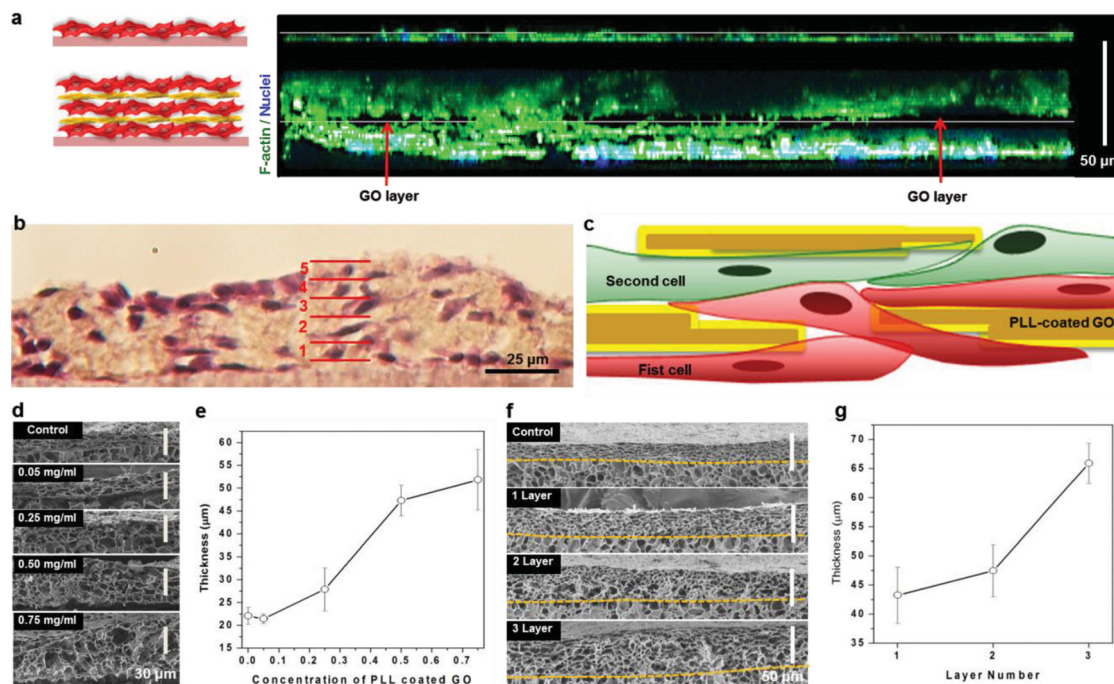 a
F-actin / Nuclei
50 µm
GO layer
GO layer
b
5
4
3
2
1
25 µm
c
Second cell
PLL-coated GO
Fist cell
d
Control
0.05 mg/ml
0.25 mg/ml
0.50 mg/ml
0.75 mg/ml
30 µm
e
60
55
50
45
40
35
30
25
20
15
Thickness (µm)
0.0 0.1 0.2 0.3 0.4 0.5 0.6 0.7
Concentration of PLL coated GO
f
Control
1 Layer
2 Layer
3 Layer
50 µm
g
70
65
60
55
50
45
40
35
Thickness (µm)
1 2 3
Layer Number